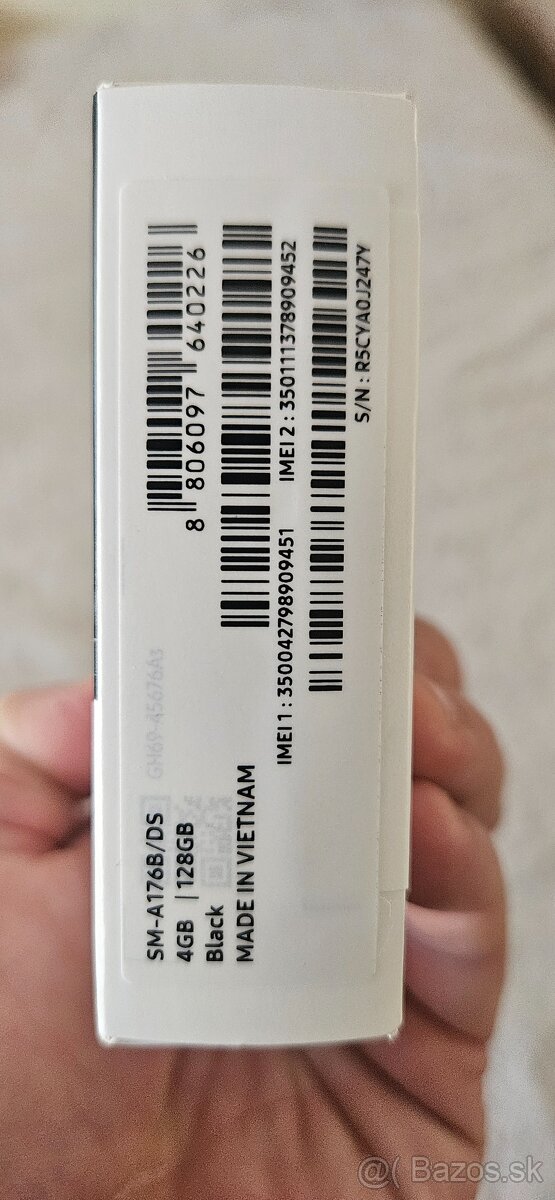 SM-A176B/DS
4GB | 128GB
Black
MADE IN VIETNAM
GH69-45676A
8 806097 640226
IMEI 1 : 350042798909451 IMEI 2 : 350111378909452
S/N : R5CYA0J247Y
@( Bazos.sk